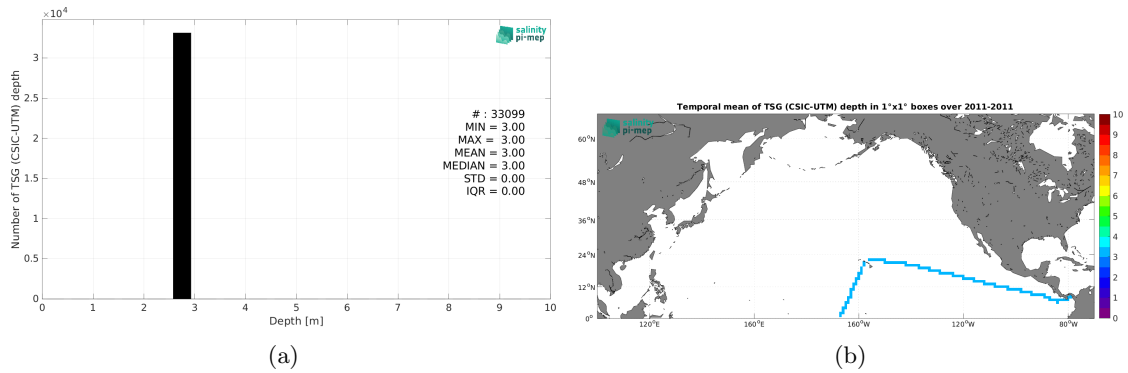 ×10⁴
salinity
pi-mep
Number of TSG (CSIC-UTM) depth
3
2.5
2
1.5
1
0.5
0
# : 33099
MIN = 3.00
MAX = 3.00
MEAN = 3.00
MEDIAN = 3.00
STD = 0.00
IQR = 0.00
0 1 2 3 4 5 6 7 8 9 10
Depth [m]
(a)
Temporal mean of TSG (CSIC-UTM) depth in 1°x1° boxes over 2011-2011
salinity
pi-mep
60°N
48°N
36°N
24°N
12°N
0°
120°E 160°E 160°W 120°W 80°W
10
9
8
7
6
5
4
3
2
1
0
(b)